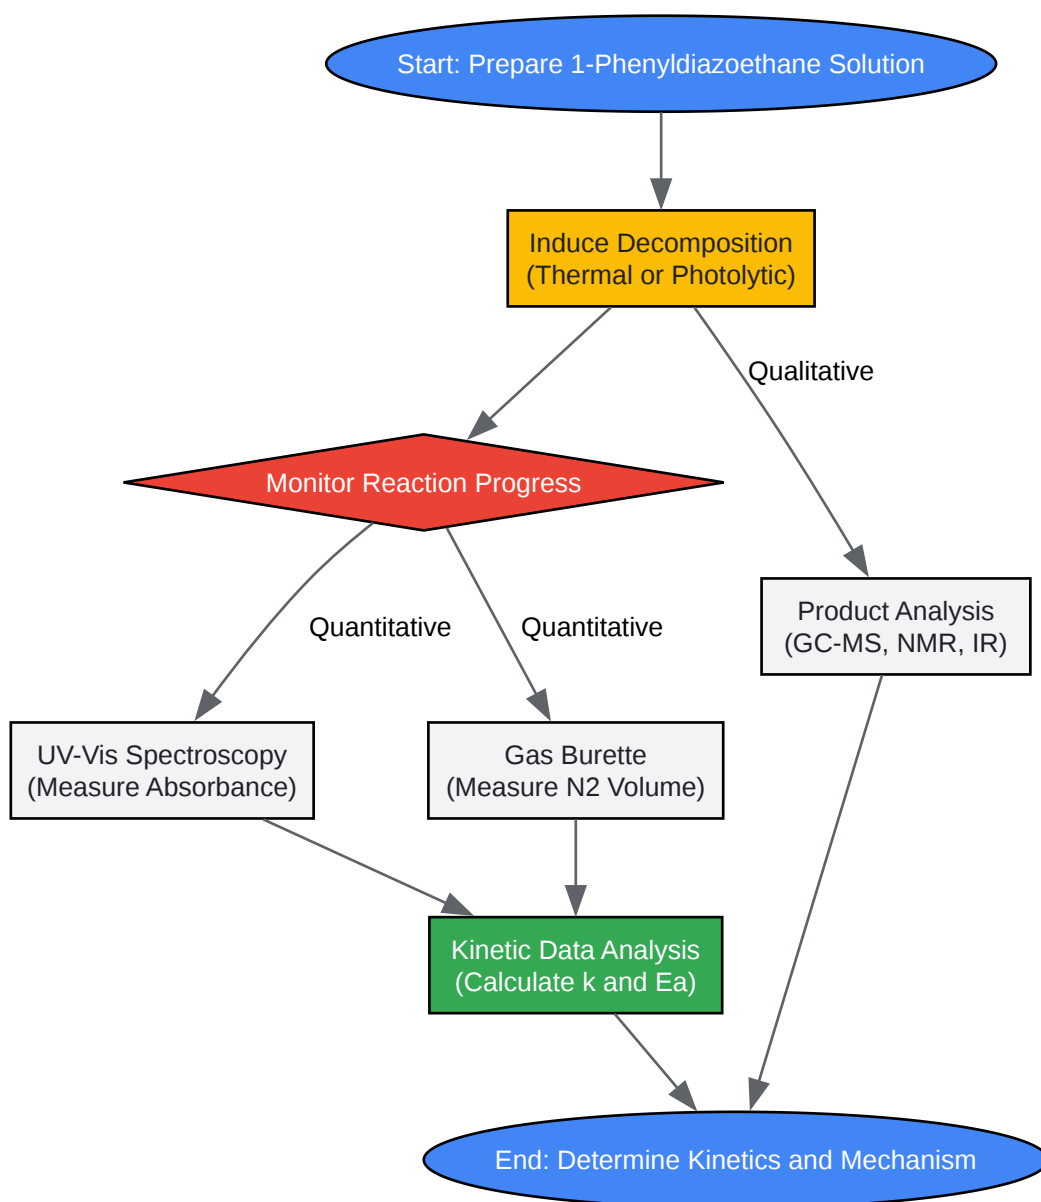 Start: Prepare 1-Phenyldiazoethane Solution
Induce Decomposition
(Thermal or Photolytic)
Qualitative
Monitor Reaction Progress
Quantitative
Quantitative
Product Analysis
(GC-MS, NMR, IR)
UV-Vis Spectroscopy
(Measure Absorbance)
Gas Burette
(Measure N2 Volume)
Kinetic Data Analysis
(Calculate k and Ea)
End: Determine Kinetics and Mechanism